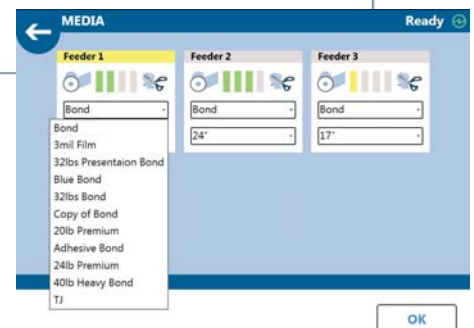 MEDIA
Ready
Feeder 1
Feeder 2
Feeder 3
Bond
Bond
Bond
24"
17"
Bond
3mil Film
32lbs Presentaion Bond
Blue Bond
32lbs Bond
Copy of Bond
20lb Premium
Adhesive Bond
24lb Premium
40lb Heavy Bond
TJ
OK